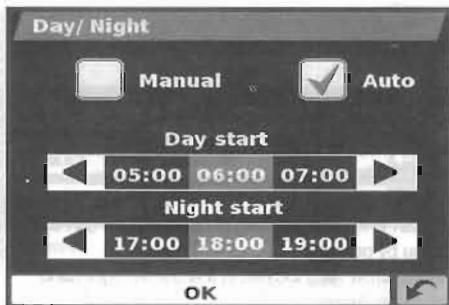 Day/ Night
Manual Auto
Day start
05:00 06:00 07:00
Night start
17:00 18:00 19:00
OK